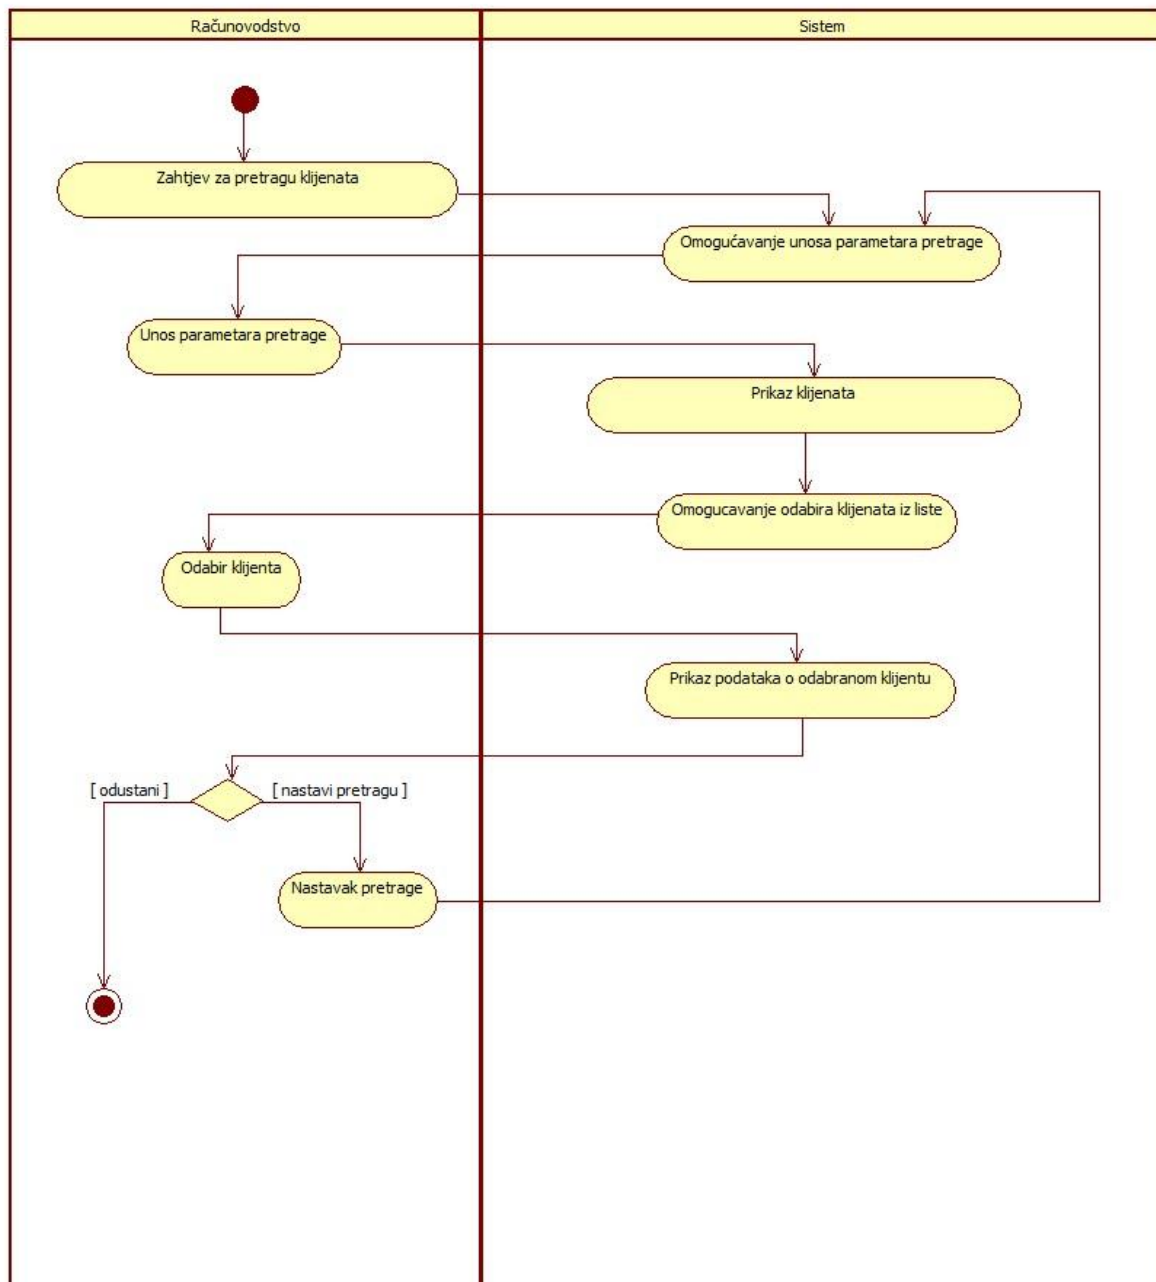 Računovodstvo
Sistem
Zahtjev za pretragu klijenata
Omogućavanje unosa parametara pretrage
Unos parametara pretrage
Prikaz klijenata
Omogucavanje odabira klijenata iz liste
Odabir klijenta
Prikaz podataka o odabranom klijentu
[ odustani ]
[ nastavi pretragu ]
Nastavak pretrage